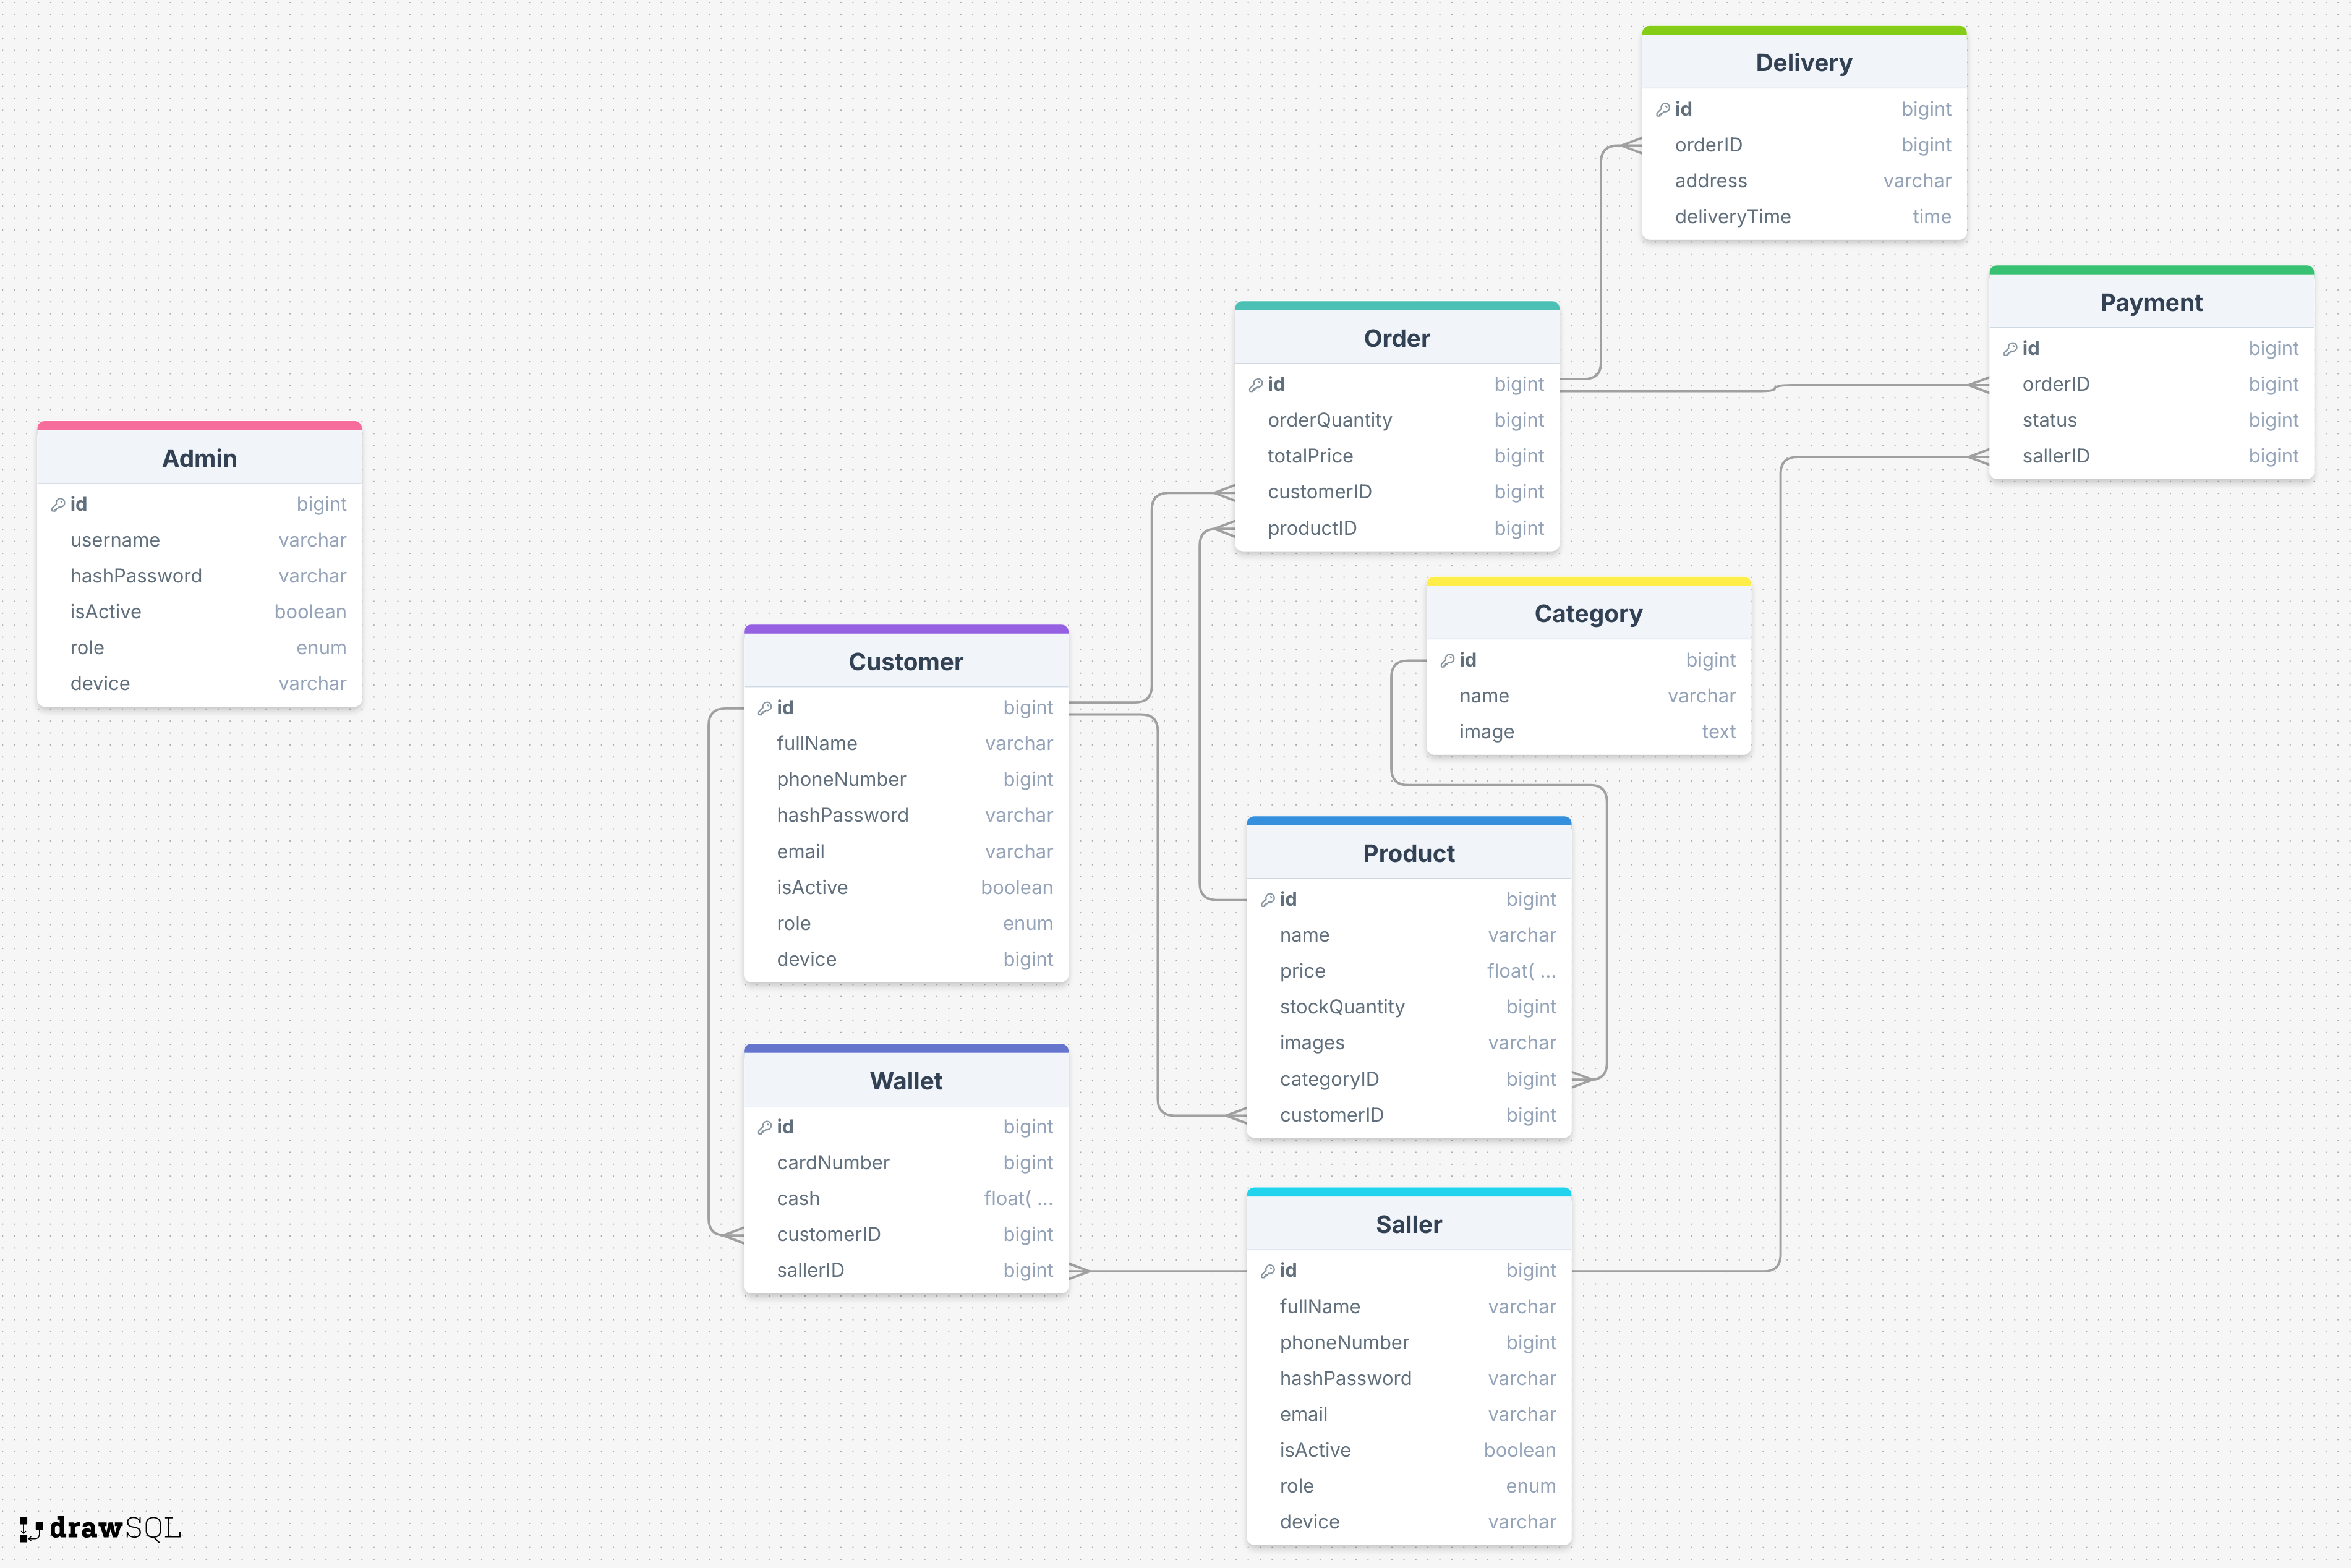 Delivery
id bigint
orderID bigint
address varchar
deliveryTime time
Payment
id bigint
orderID bigint
status bigint
sallerID bigint
Order
id bigint
orderQuantity bigint
totalPrice bigint
customerID bigint
productID bigint
Admin
id bigint
username varchar
hashPassword varchar
isActive boolean
role enum
device varchar
Category
id bigint
name varchar
image text
Customer
id bigint
fullName varchar
phoneNumber bigint
hashPassword varchar
email varchar
isActive boolean
role enum
device bigint
Product
id bigint
name varchar
price float( ...
stockQuantity bigint
images varchar
categoryID bigint
customerID bigint
Wallet
id bigint
cardNumber bigint
cash float( ...
customerID bigint
sallerID bigint
Saller
id bigint
fullName varchar
phoneNumber bigint
hashPassword varchar
email varchar
isActive boolean
role enum
device varchar
drawSQL